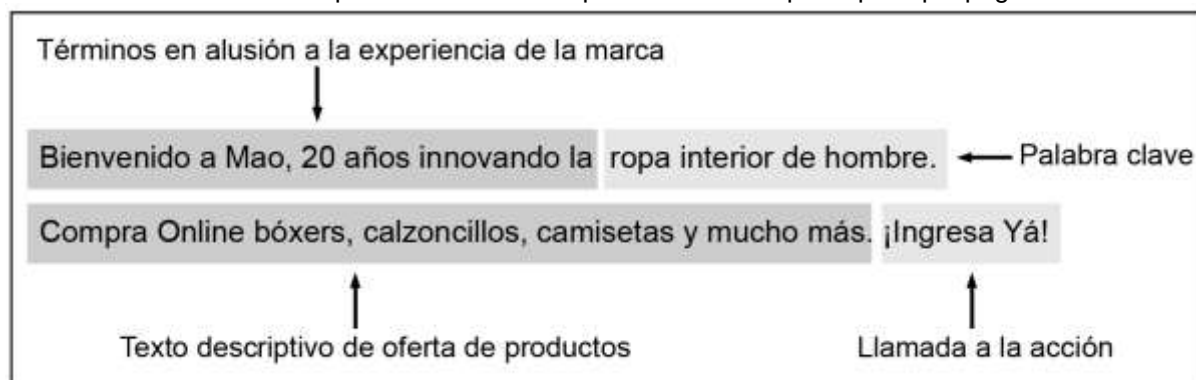 Términos en alusión a la experiencia de la marca
Bienvenido a Mao, 20 años innovando la ropa interior de hombre. Palabra clave
Compra Online bóxers, calzoncillos, camisetas y mucho más. ¡Ingresa Yá!
Texto descriptivo de oferta de productos Llamada a la acción